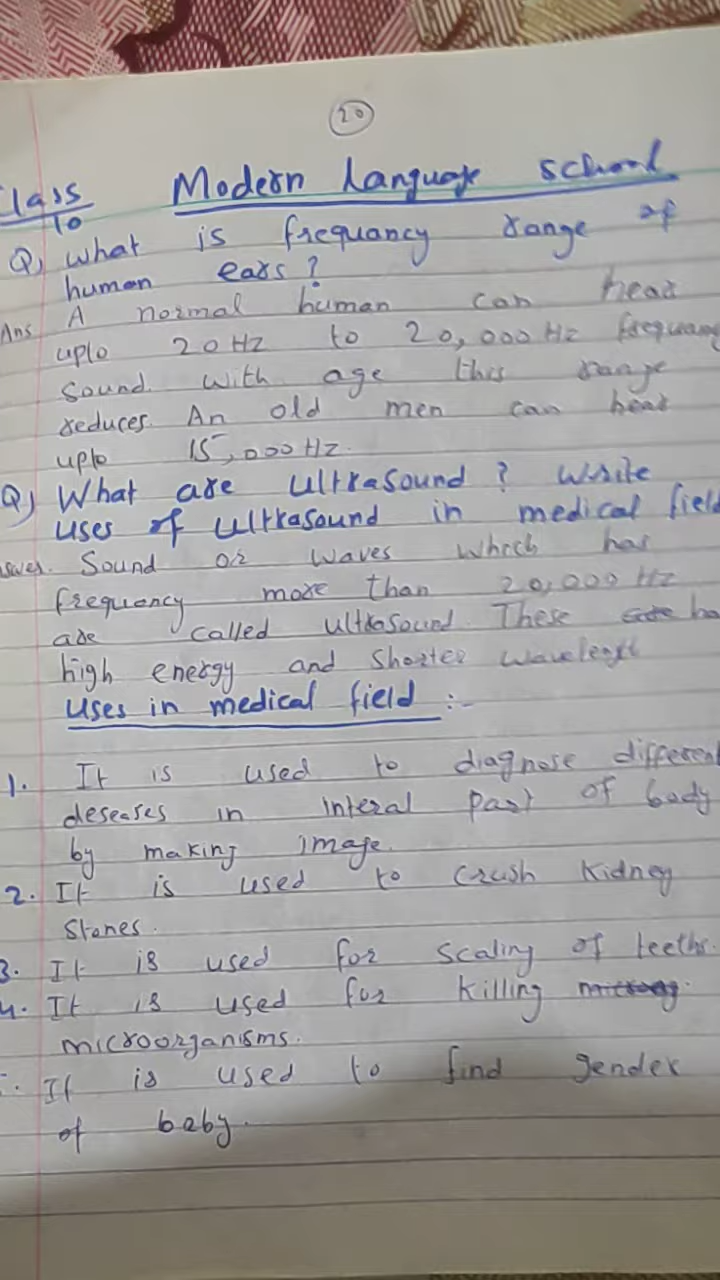 20
Class Modern language school
10
Q, What is frequancy range of
human ears?
Ans A normal human can hear
upto 20Hz to 20,000 Hz frequancy
sound. with age this range
reduces. An old men can hear
upto 15,000 Hz.
Q, What are ultrasound? Write
uses of ultrasound in medical field
Sound or waves which has
frequency more than 20,000 Hz
are called ultrasound. These
high energy and shorter wavelength
Uses in medical field :-
1. It is used to diagnose different
deseases in interal part of body
by making image.
2. It is used to crush kidney
stones.
3. It is used for scaling of teeths.
4. It is used for killing
microorganisms.
It is used to find gender
of baby.